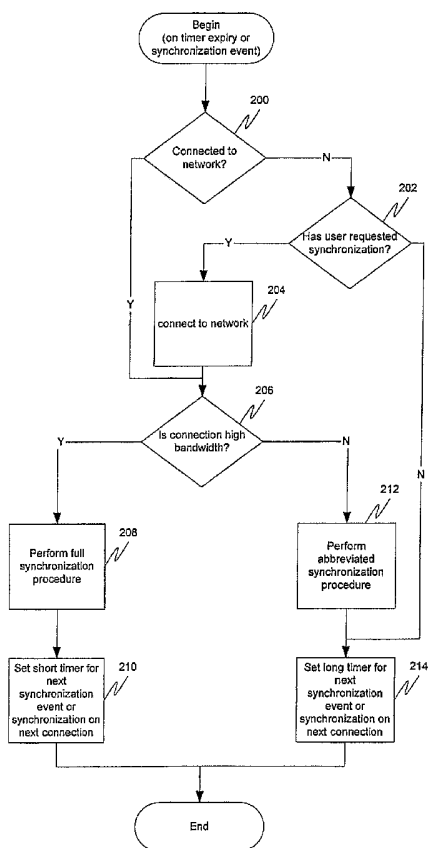 Begin
(on timer expiry or
synchronization event)
200
Connected to
network?
N
202
Has user requested
synchronization?
Y
204
Y
connect to network
206
Is connection high
bandwidth?
Y
N
N
212
208
Perform full
synchronization
procedure
Perform
abbreviated
synchronization
procedure
210
Set short timer for
next
synchronization
event or
synchronization on
next connection
214
Set long timer for
next
synchronization
event or
synchronization on
next connection
End